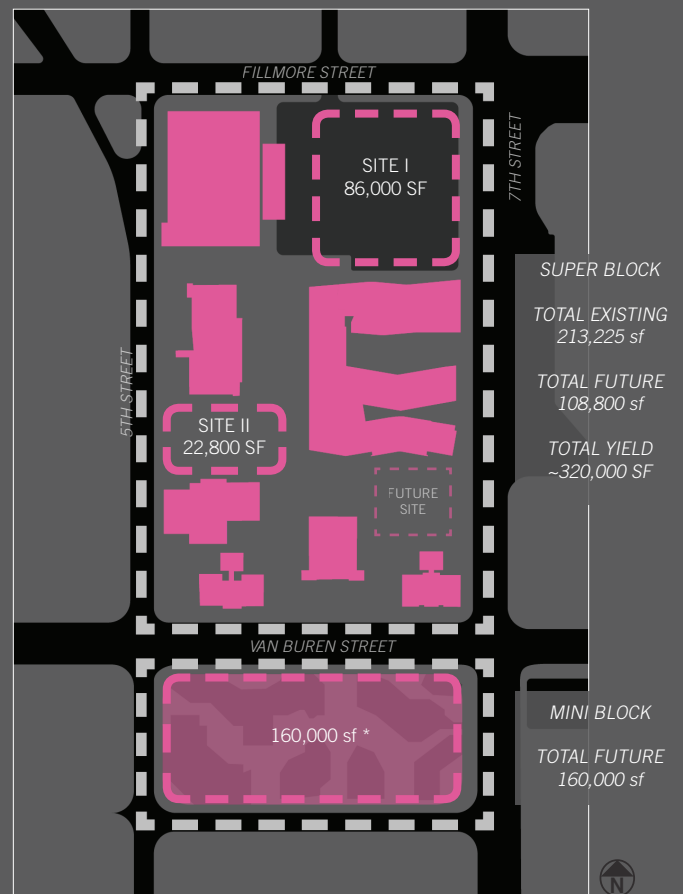 FILLMORE STREET
7TH STREET
SITE I
86,000 SF
SUPER BLOCK
TOTAL EXISTING
213,225 sf
TOTAL FUTURE
108,800 sf
TOTAL YIELD
~320,000 SF
5TH STREET
SITE II
22,800 SF
FUTURE
SITE
VAN BUREN STREET
160,000 sf *
MINI BLOCK
TOTAL FUTURE
160,000 sf
N